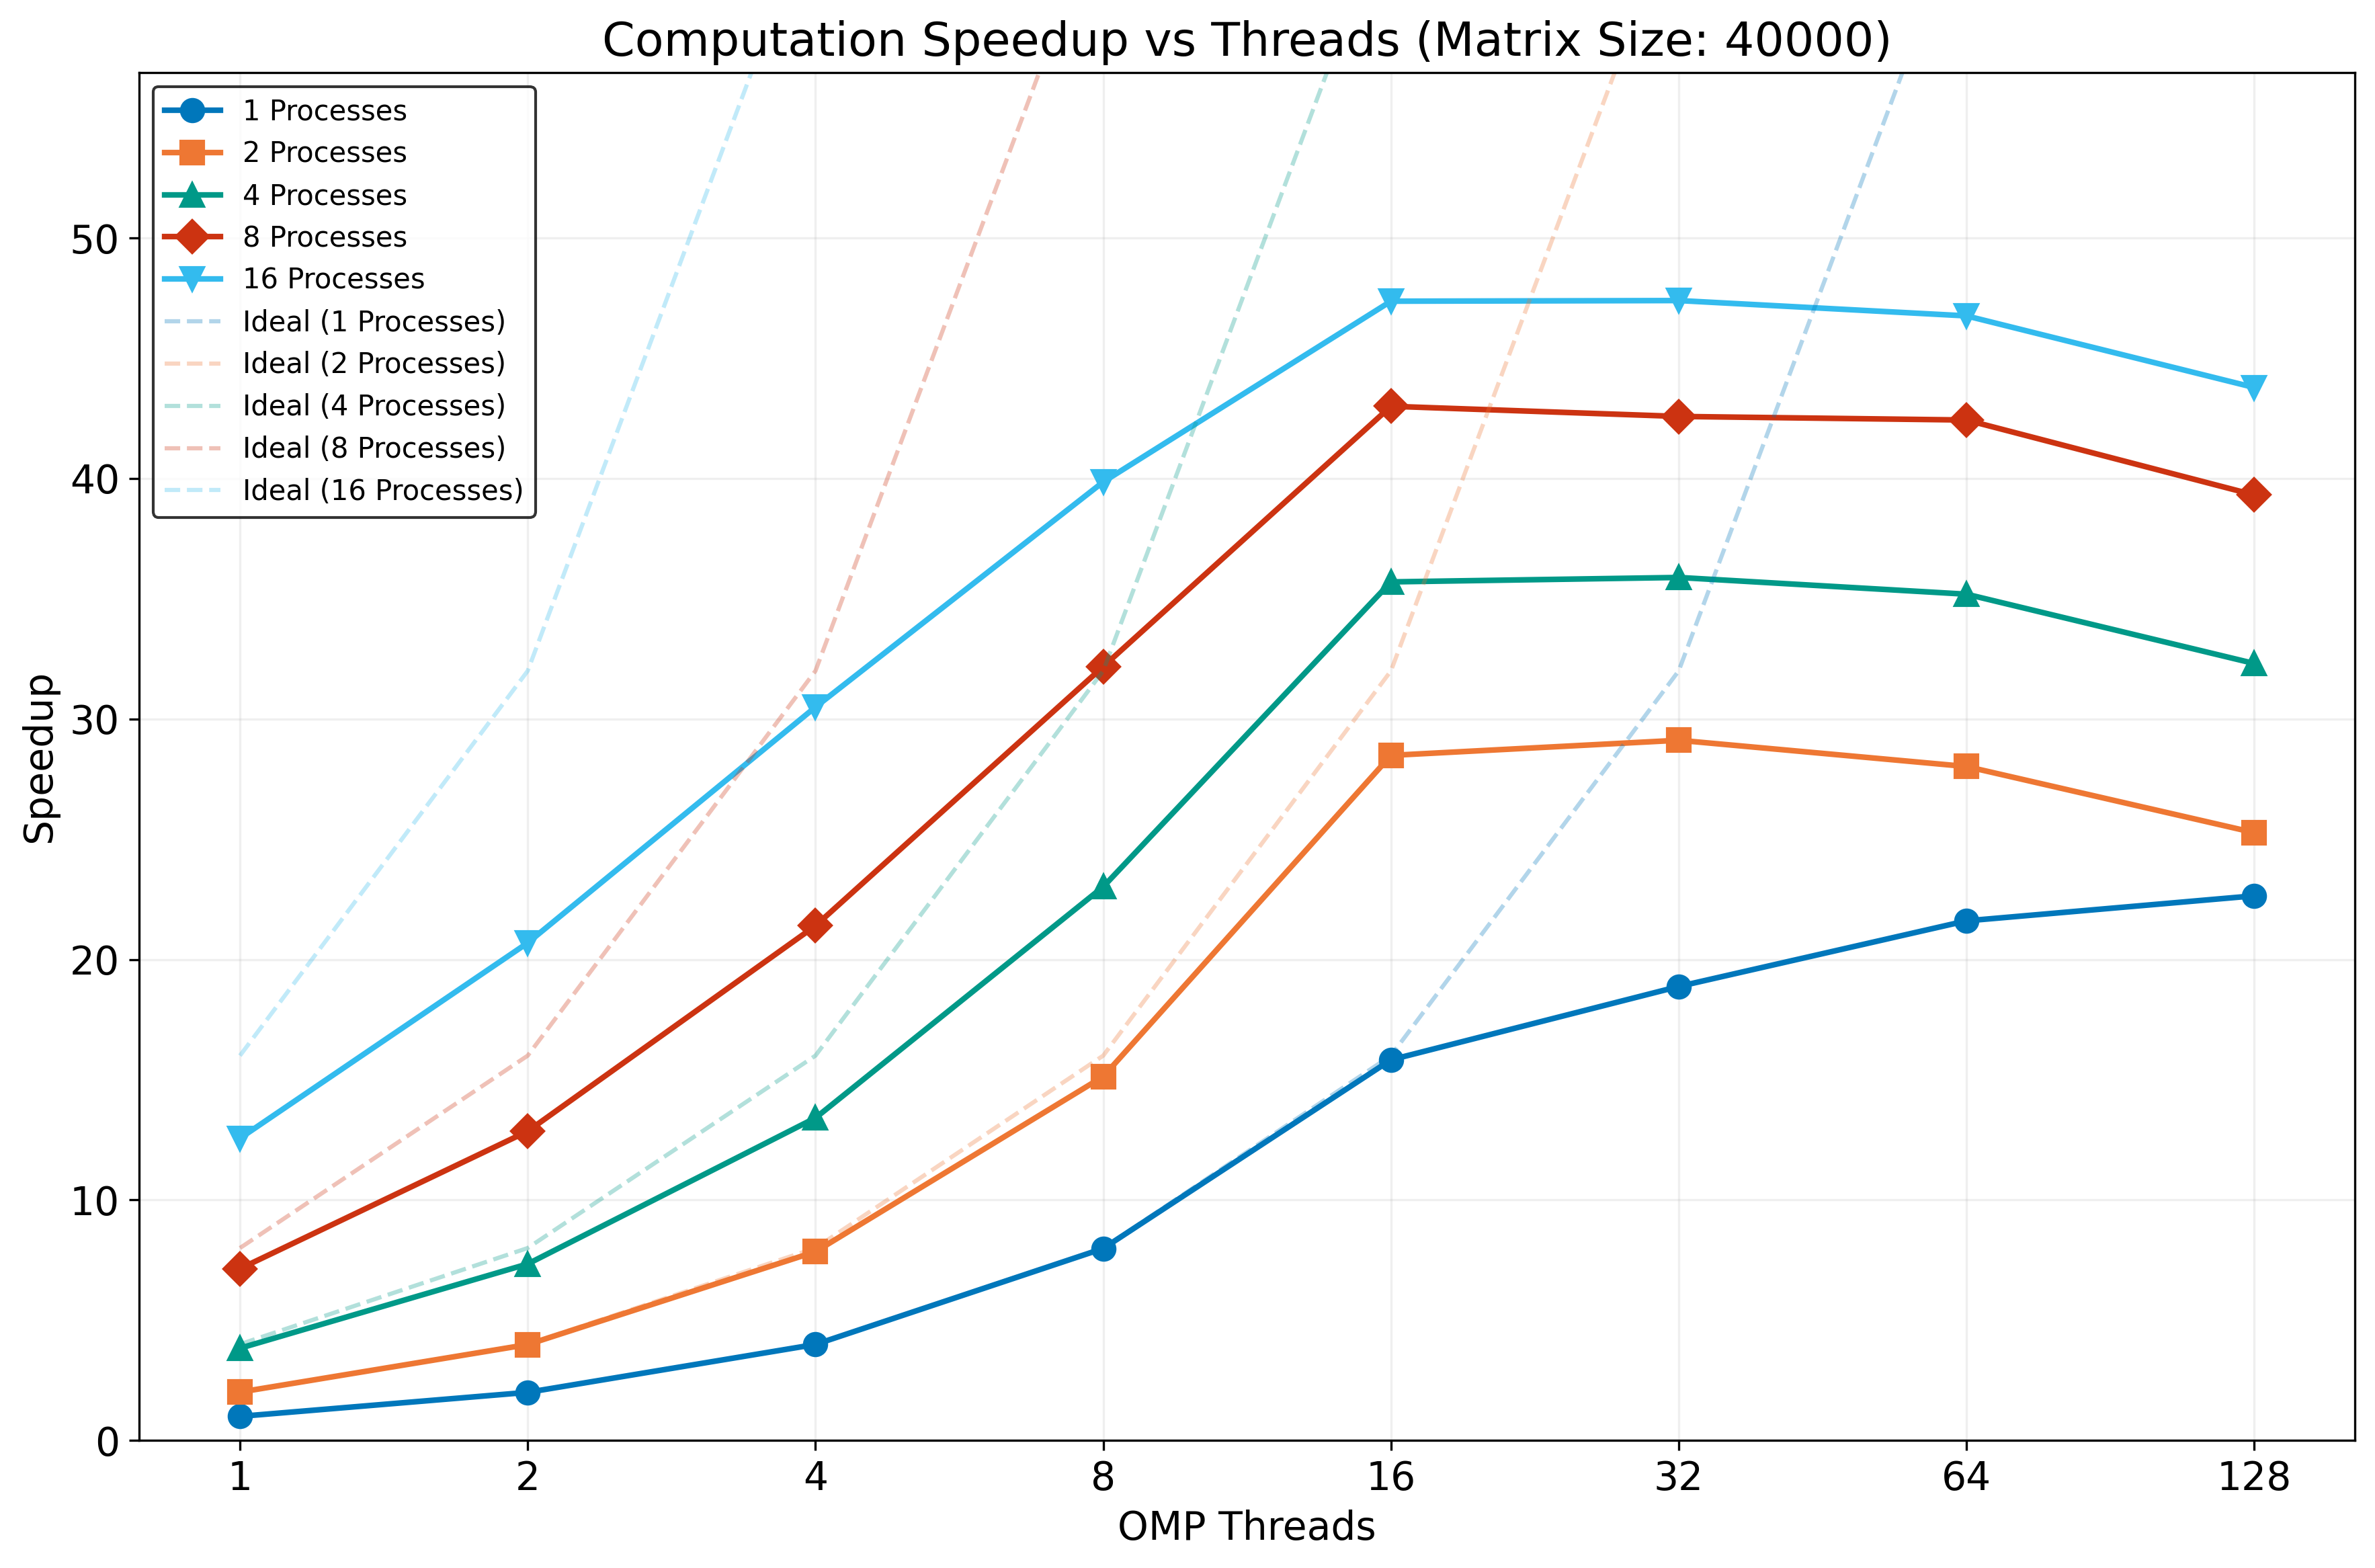 Computation Speedup vs Threads (Matrix Size: 40000)
1 Processes
2 Processes
4 Processes
8 Processes
16 Processes
Ideal (1 Processes)
Ideal (2 Processes)
Ideal (4 Processes)
Ideal (8 Processes)
Ideal (16 Processes)
Speedup
50
40
30
20
10
0
1 2 4 8 16 32 64 128
OMP Threads